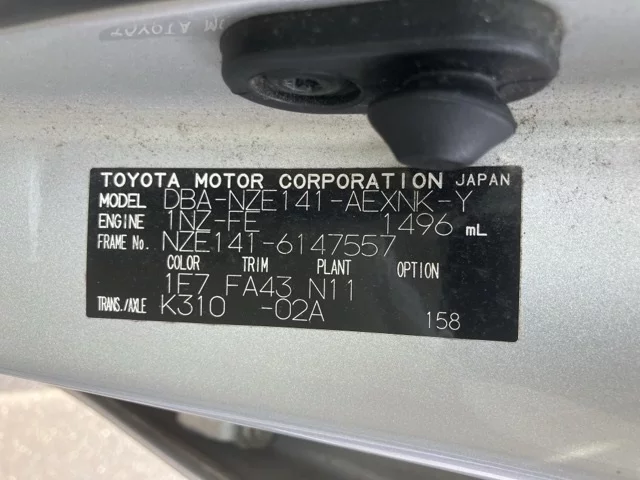 TOYOTA MOTOR CORPORATION JAPAN
MODEL DBA-NZE141-AEXNK-Y
ENGINE 1NZ-FE 1496 mL
FRAME No. NZE141-6147557
COLOR TRIM PLANT OPTION
1E7 FA43 N11
TRANS./AXLE K310 -02A 158